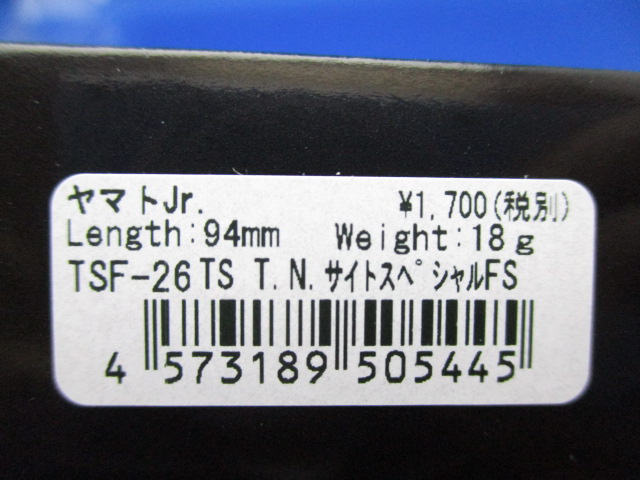 ヤマトJr. ¥1,700(税別)
Length:94mm Weight:18g
TSF-26TS T.N.サイトスペシャルFS
4 573189 505445